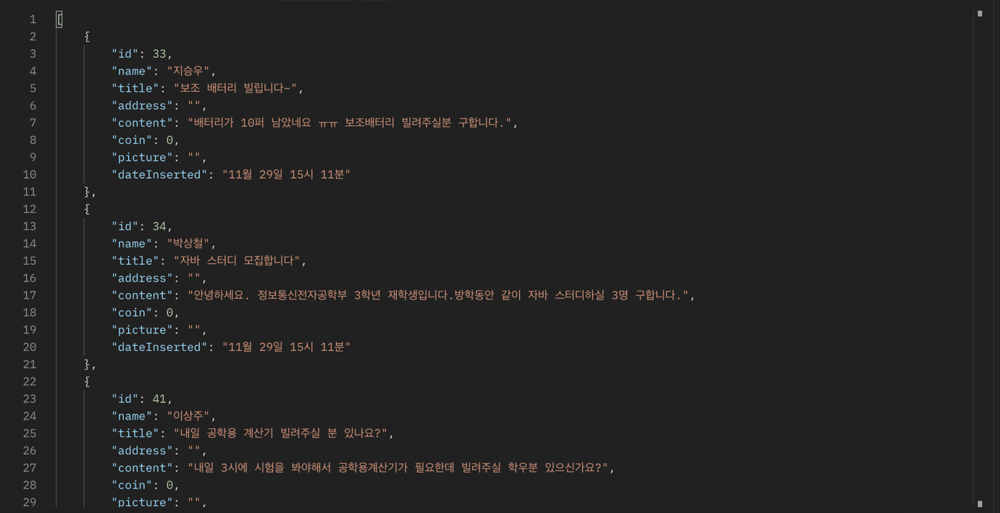 1 [
2 {
3 "id": 33,
4 "name": "지승우",
5 "title": "보조 배터리 빌립니다~",
6 "address": "",
7 "content": "배터리가 10퍼 남았네요 ㅠㅠ 보조배터리 빌려주실분 구합니다.",
8 "coin": 0,
9 "picture": "",
10 "dateInserted": "11월 29일 15시 11분"
11 },
12 {
13 "id": 34,
14 "name": "박상철",
15 "title": "자바 스터디 모집합니다",
16 "address": "",
17 "content": "안녕하세요. 정보통신전자공학부 3학년 재학생입니다.방학동안 같이 자바 스터디하실 3명 구합니다.",
18 "coin": 0,
19 "picture": "",
20 "dateInserted": "11월 29일 15시 11분"
21 },
22 {
23 "id": 41,
24 "name": "이상주",
25 "title": "내일 공학용 계산기 빌려주실 분 있나요?",
26 "address": "",
27 "content": "내일 3시에 시험을 봐야해서 공학용계산기가 필요한데 빌려주실 학우분 있으신가요?",
28 "coin": 0,
29 "picture": "",